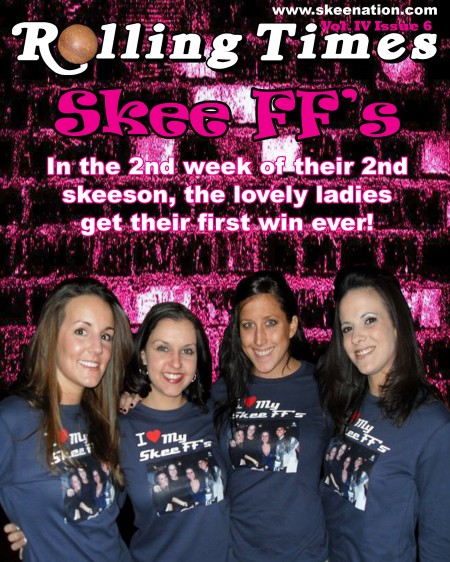 www.skeenation.com
Vol. IV Issue 6
Rolling Times
Skee FF's
In the 2nd week of their 2nd
skeeson, the lovely ladies
get their first win ever!
I ❤ My
Skee FF's
I ❤ My
Skee FF's
I ❤ My
Skee FF's
I ❤ My
Skee FF's